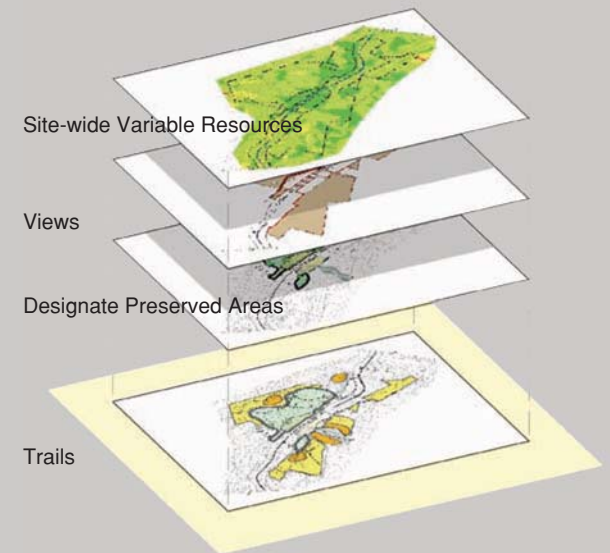 Site-wide Variable Resources
Views
Designate Preserved Areas
Trails